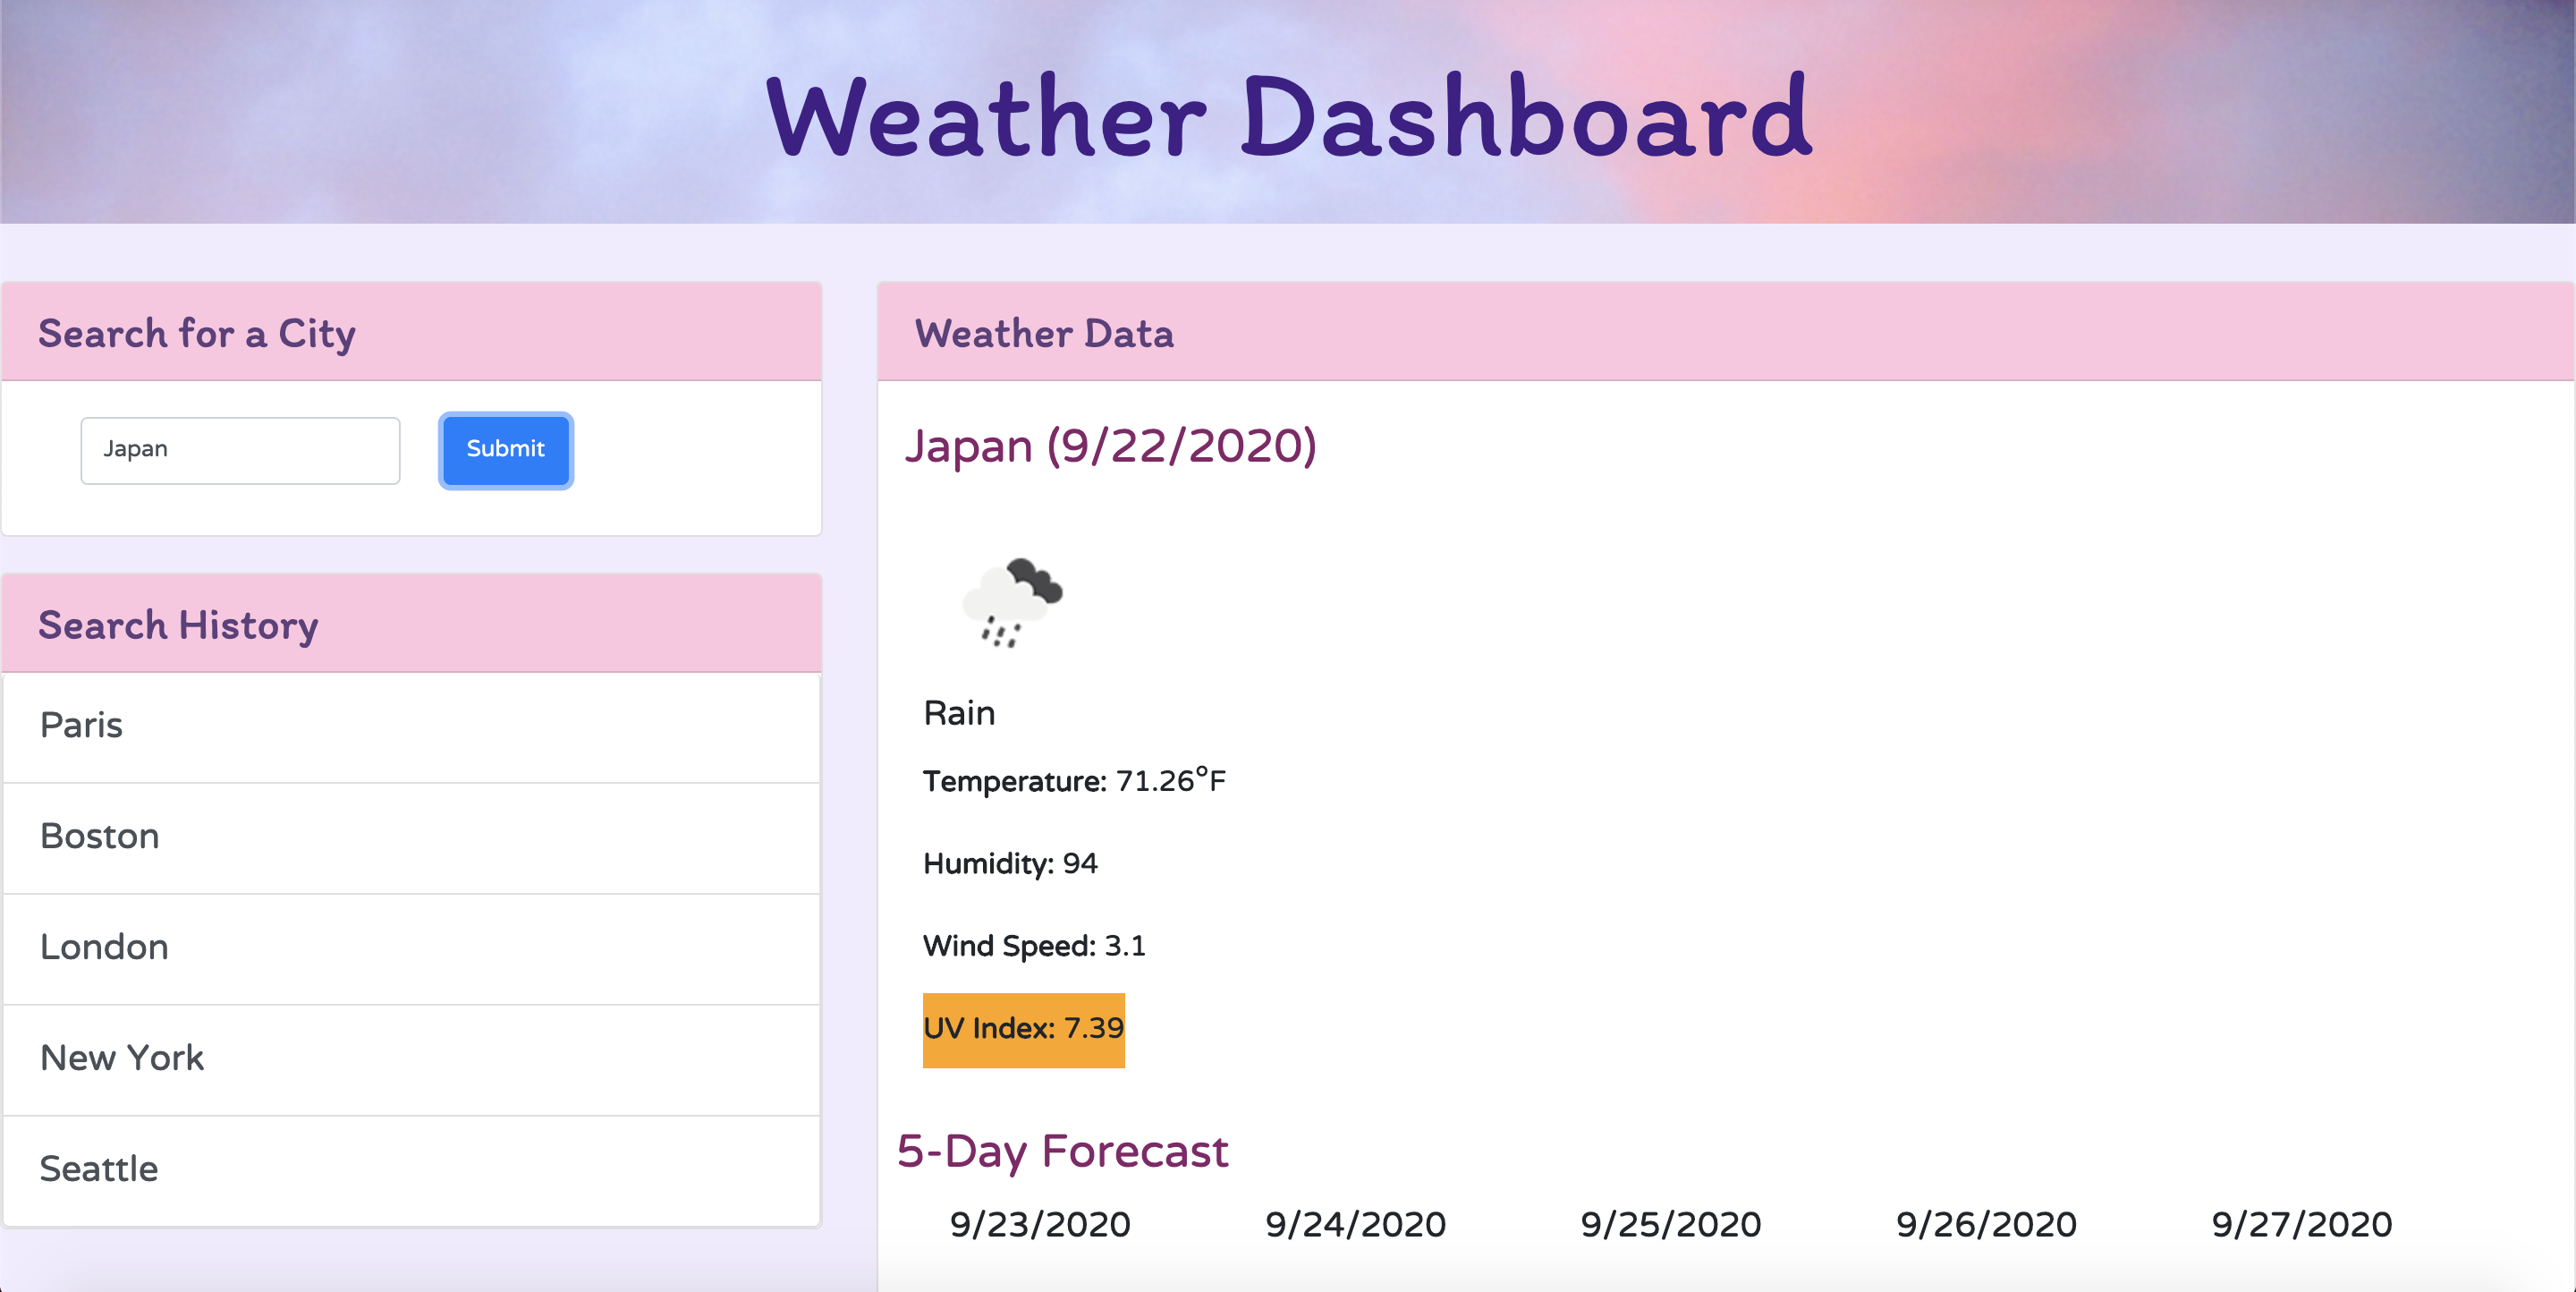 Weather Dashboard
Search for a City
Japan
Submit
Search History
Paris
Boston
London
New York
Seattle
Weather Data
Japan (9/22/2020)
Rain
Temperature: 71.26°F
Humidity: 94
Wind Speed: 3.1
UV Index: 7.39
5-Day Forecast
9/23/2020 9/24/2020 9/25/2020 9/26/2020 9/27/2020